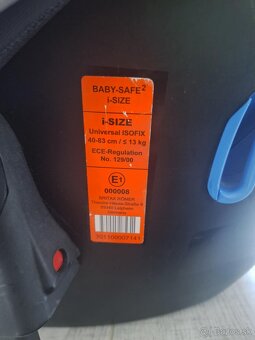 BABY-SAFE²
i-SIZE
i-SIZE
Universal ISOFIX
40-83 cm / ≤ 13 kg
ECE-Regulation
No. 129/00
E1
000008
BRITAX RÖMER
Germany